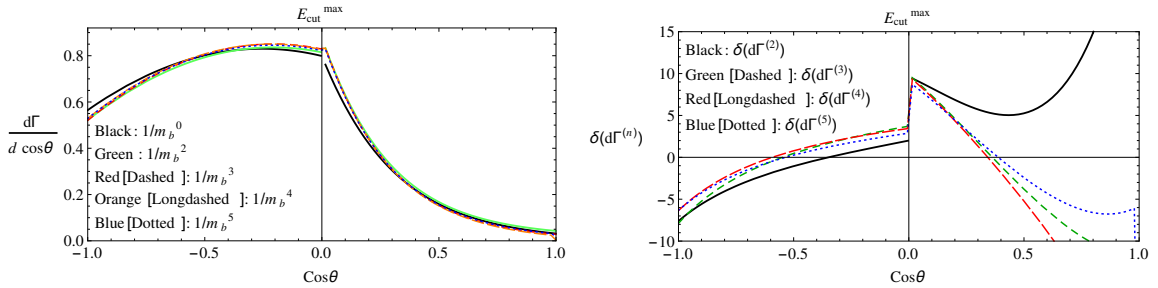 E_cut^max
dΓ
d cosθ
0.8
0.6
0.4
0.2
0.0
Black: 1/m_b^0
Green : 1/m_b^2
Red [Dashed ]: 1/m_b^3
Orange [Longdashed ]: 1/m_b^4
Blue [Dotted ]: 1/m_b^5
-1.0 -0.5 0.0 0.5 1.0
Cosθ
E_cut^max
δ(dΓ^(n))
15
10
5
0
-5
-10
Black: δ(dΓ^(2))
Green [Dashed ]: δ(dΓ^(3))
Red [Longdashed ]: δ(dΓ^(4))
Blue [Dotted ]: δ(dΓ^(5))
-1.0 -0.5 0.0 0.5 1.0
Cosθ